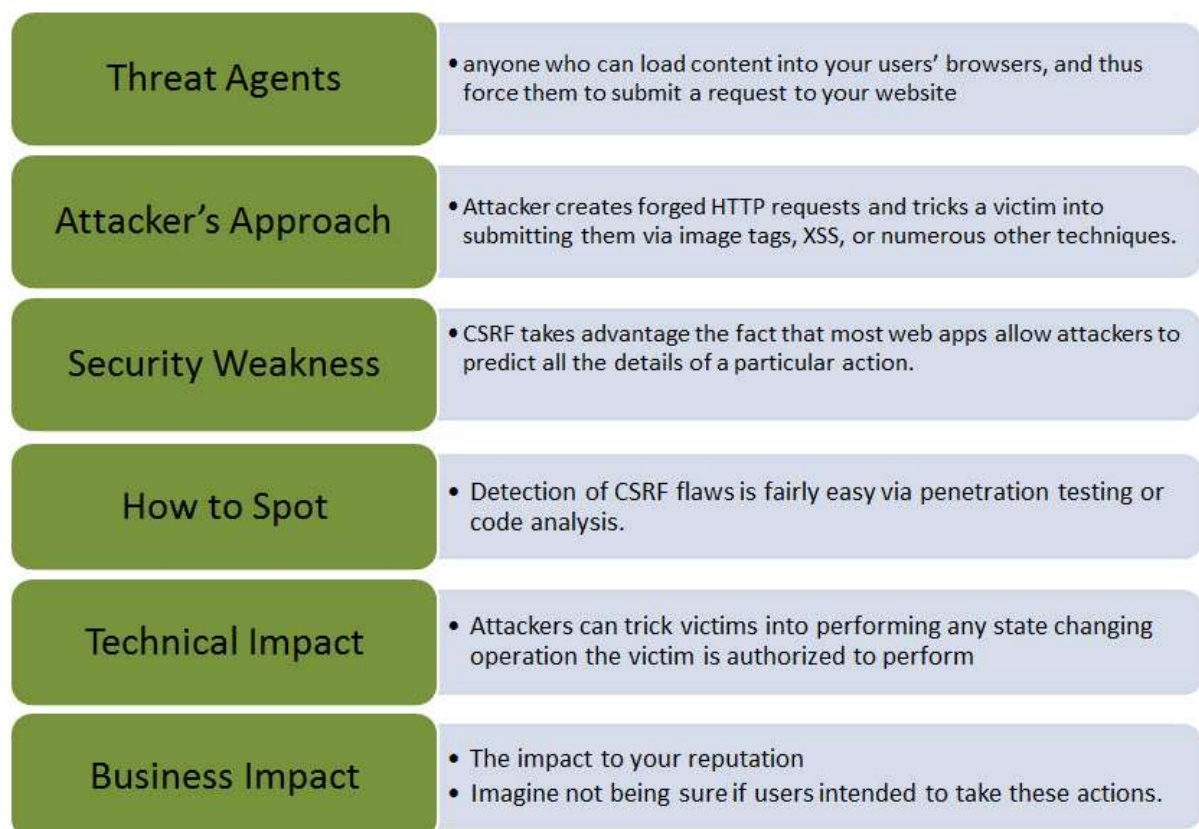 Threat Agents
• anyone who can load content into your users' browsers, and thus
force them to submit a request to your website
Attacker's Approach
• Attacker creates forged HTTP requests and tricks a victim into
submitting them via image tags, XSS, or numerous other techniques.
Security Weakness
• CSRF takes advantage the fact that most web apps allow attackers to
predict all the details of a particular action.
How to Spot
• Detection of CSRF flaws is fairly easy via penetration testing or
code analysis.
Technical Impact
• Attackers can trick victims into performing any state changing
operation the victim is authorized to perform
Business Impact
• The impact to your reputation
• Imagine not being sure if users intended to take these actions.